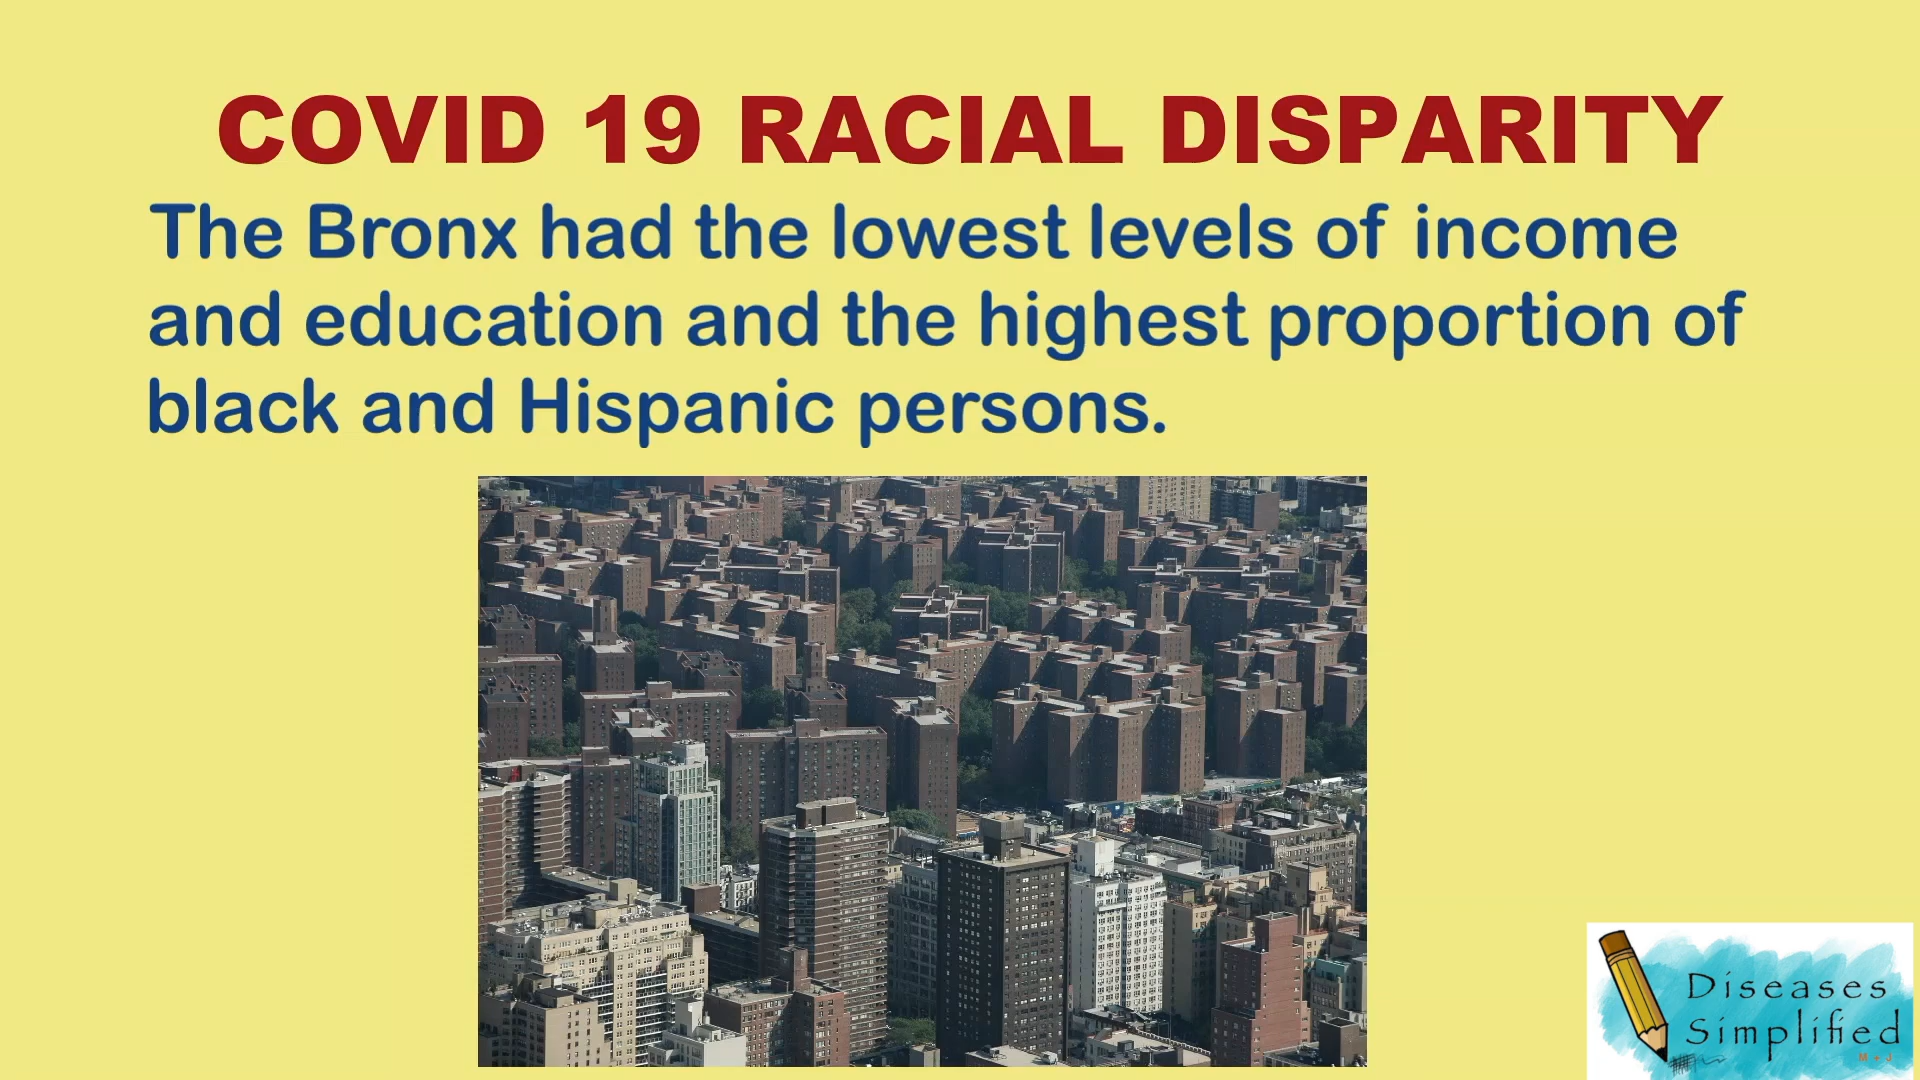 COVID 19 RACIAL DISPARITY
The Bronx had the lowest levels of income
and education and the highest proportion of
black and Hispanic persons.
Diseases
Simplified
M + J